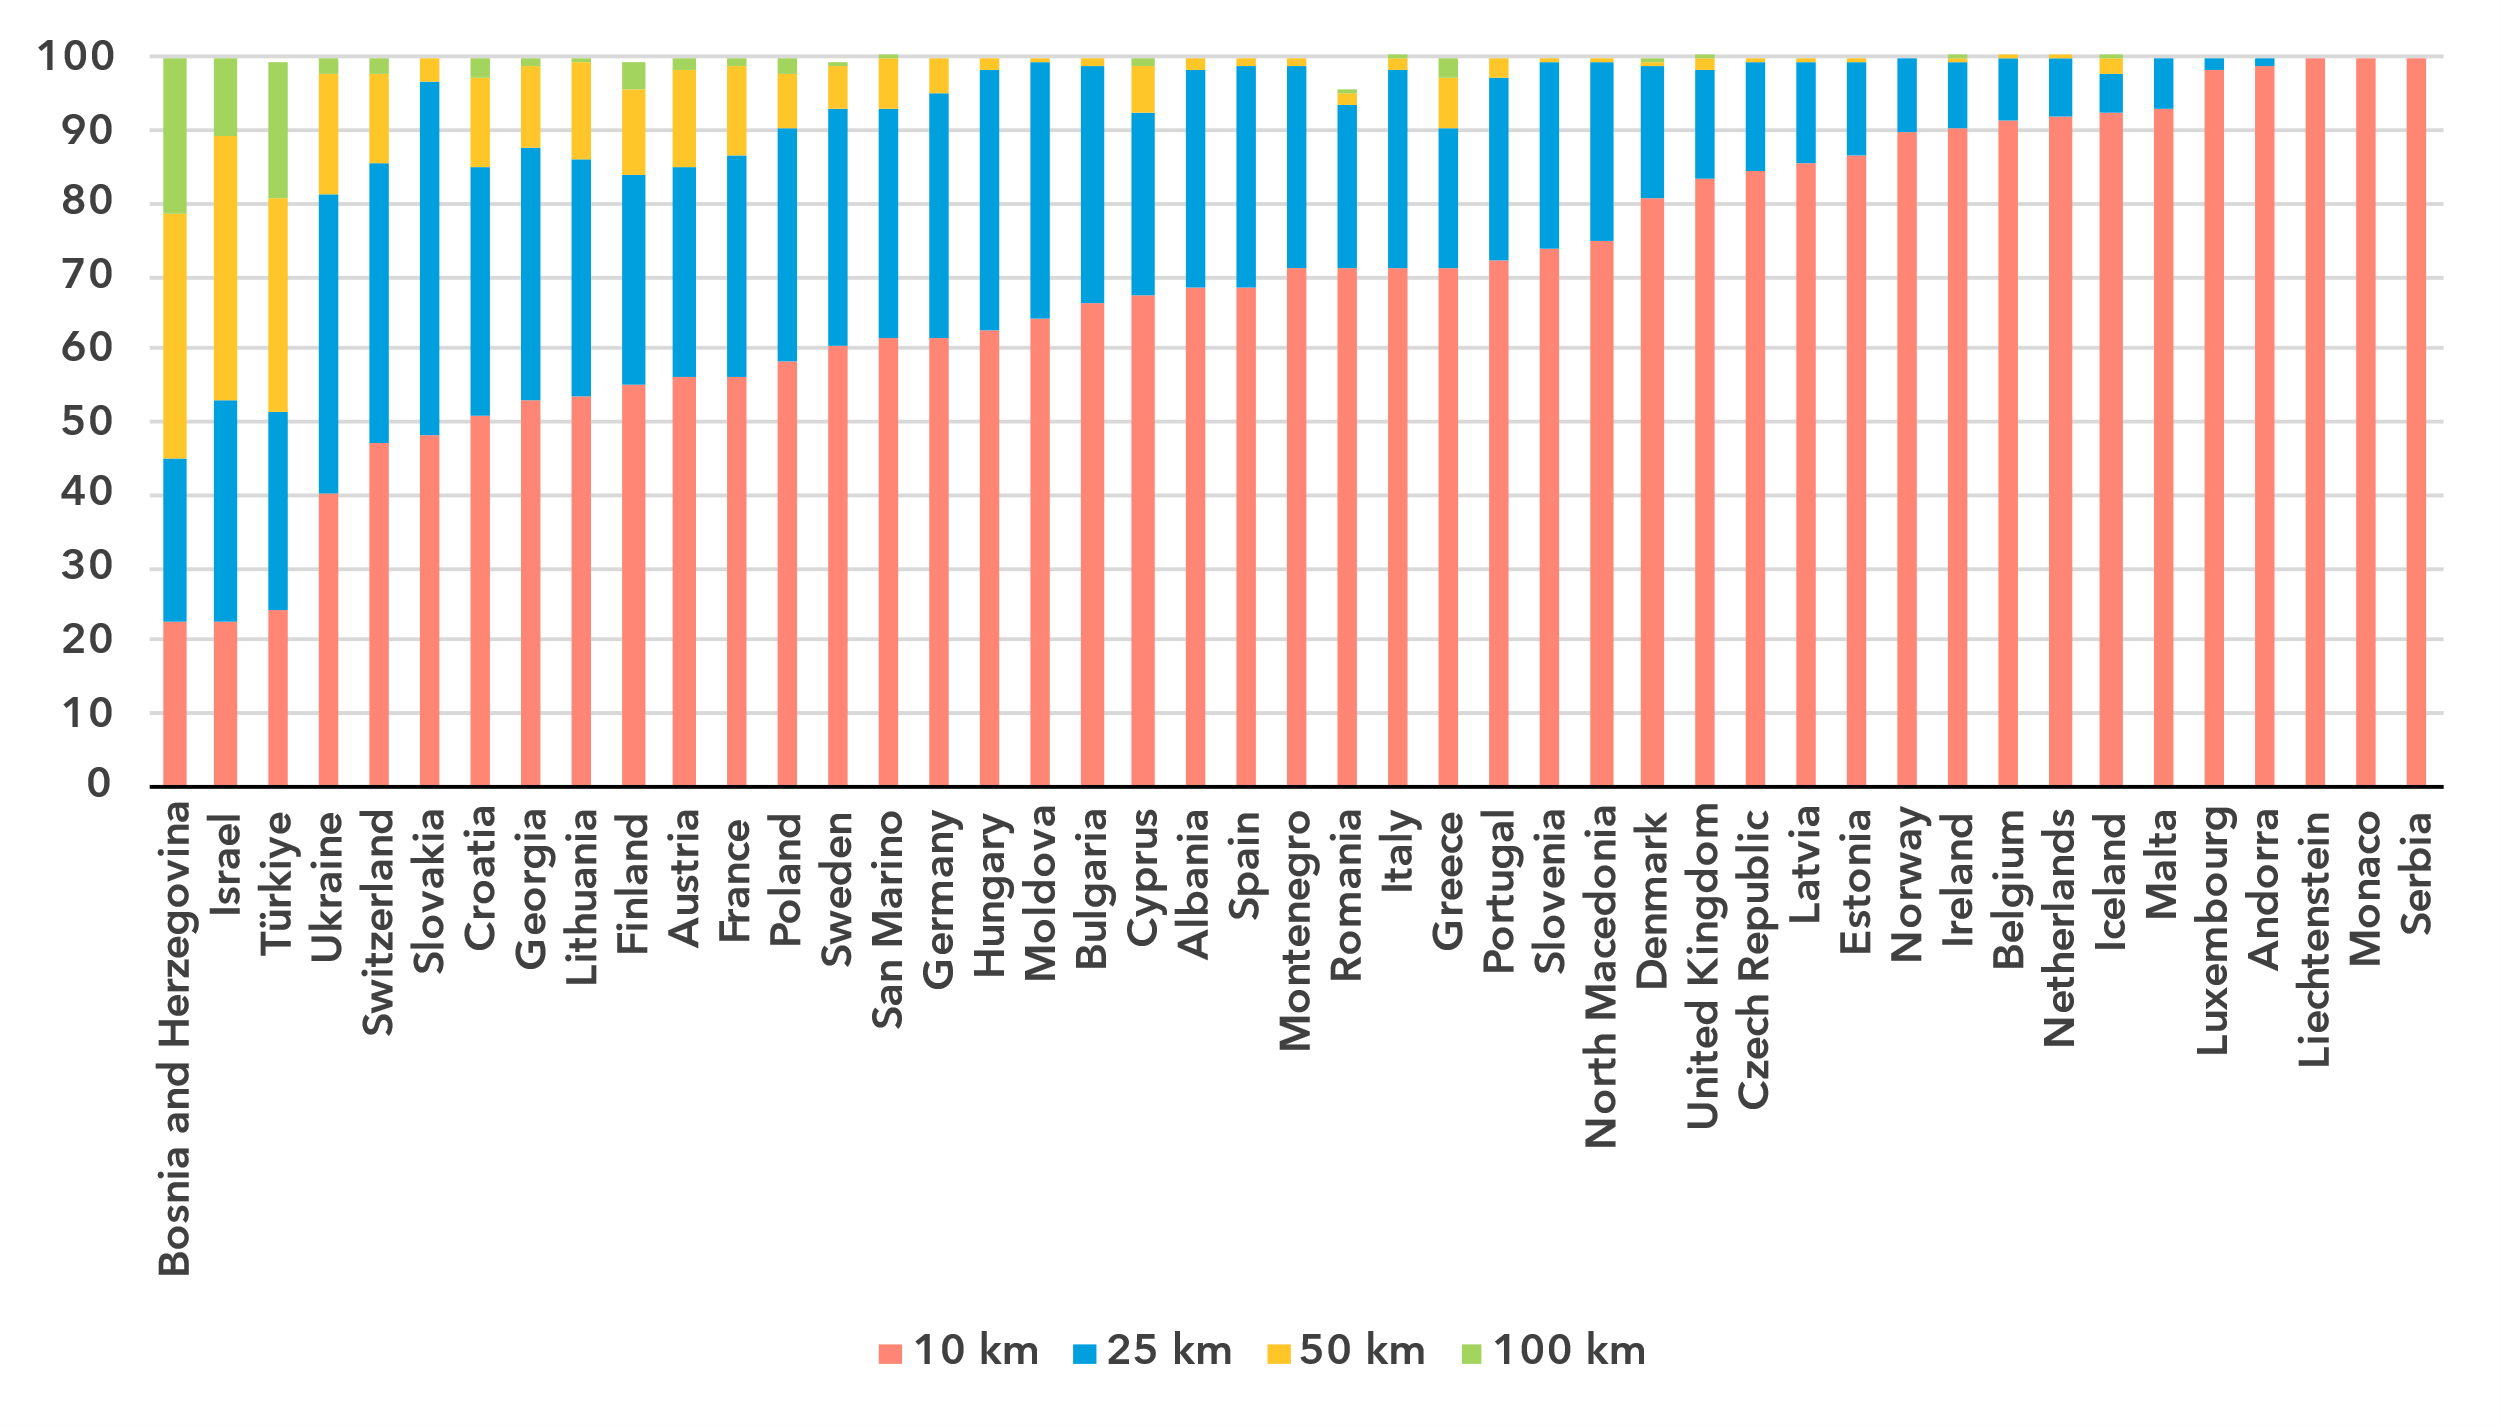 100
90
80
70
60
50
40
30
20
10
0
Bosnia and Herzegovina
Israel
Türkiye
Ukraine
Switzerland
Slovakia
Croatia
Georgia
Lithuania
Finland
Austria
France
Poland
Sweden
San Marino
Germany
Hungary
Moldova
Bulgaria
Cyprus
Albania
Spain
Montenegro
Romania
Italy
Greece
Portugal
Slovenia
North Macedonia
Denmark
United Kingdom
Czech Republic
Latvia
Estonia
Norway
Ireland
Belgium
Netherlands
Iceland
Malta
Luxembourg
Andorra
Liechtenstein
Monaco
Serbia
10 km 25 km 50 km 100 km